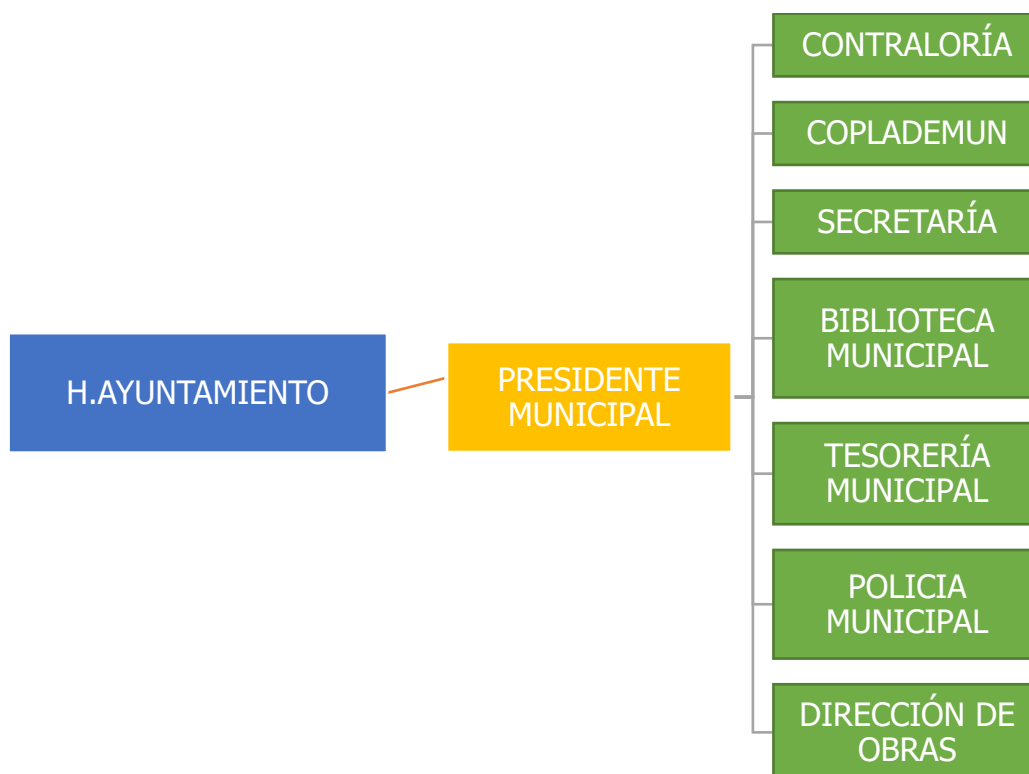 CONTRALORÍA
COPLADEMUN
SECRETARÍA
BIBLIOTECA
MUNICIPAL
H.AYUNTAMIENTO
PRESIDENTE
MUNICIPAL
TESORERÍA
MUNICIPAL
POLICIA
MUNICIPAL
DIRECCIÓN DE
OBRAS